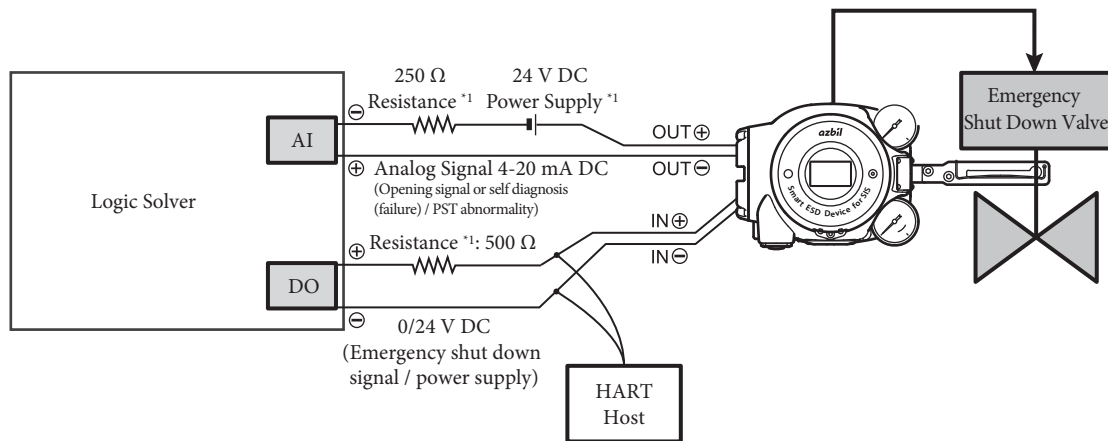 250 Ω
Resistance *1
24 V DC
Power Supply *1
Emergency
Shut Down Valve
⊖
AI
OUT⊕
OUT⊖
azbil
Smart ESD Device for SIS
⊕
Analog Signal 4-20 mA DC
(Opening signal or self diagnosis
(failure) / PST abnormality)
Logic Solver
IN⊕
IN⊖
Resistance *1: 500 Ω
⊕
DO
⊖
0/24 V DC
(Emergency shut down
signal / power supply)
HART
Host